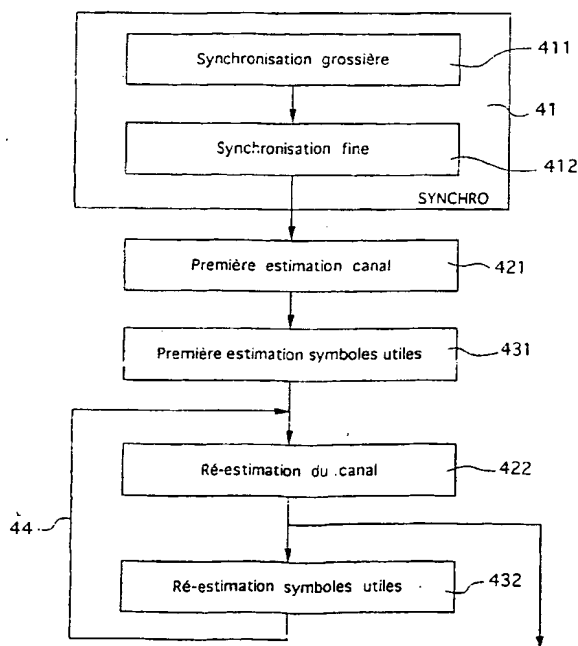 Synchronisation grossière
411
41
Synchronisation fine
412
SYNCHRO
Première estimation canal
421
Première estimation symboles utiles
431
Ré-estimation du canal
422
44
Ré-estimation symboles utiles
432